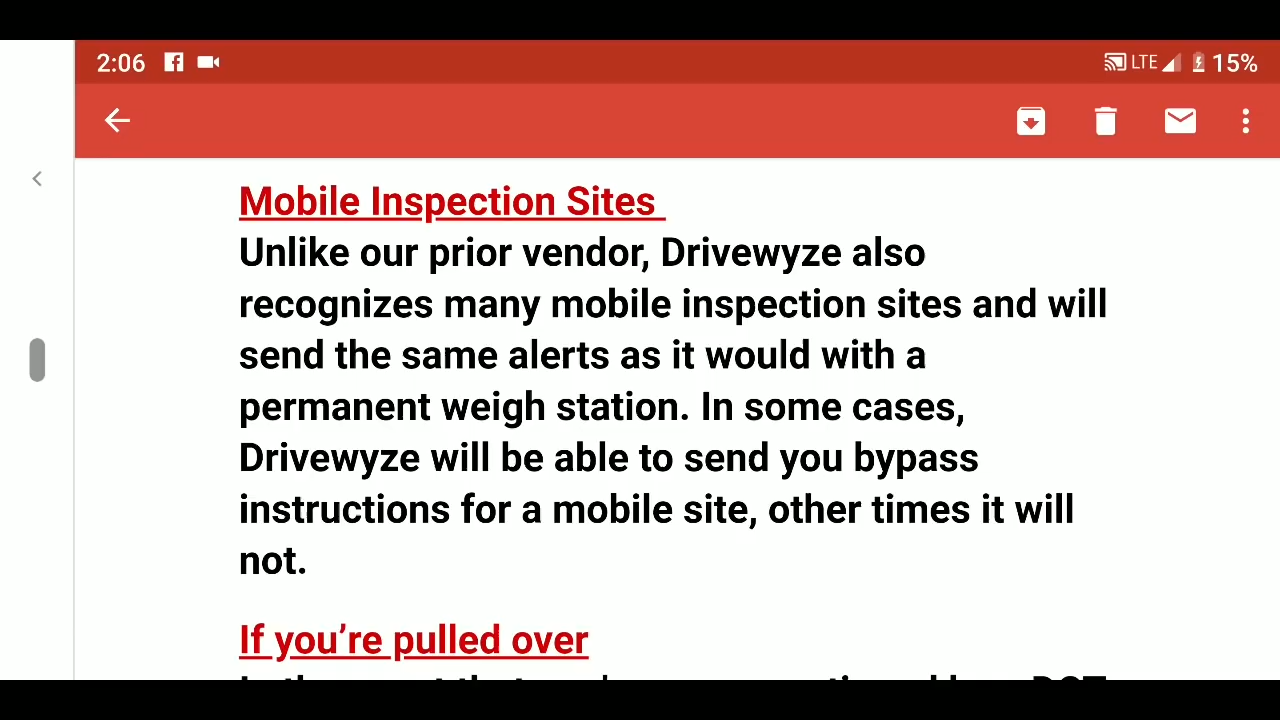 2:06 LTE 15%
Mobile Inspection Sites
Unlike our prior vendor, Drivewyze also
recognizes many mobile inspection sites and will
send the same alerts as it would with a
permanent weigh station. In some cases,
Drivewyze will be able to send you bypass
instructions for a mobile site, other times it will
not.
If you’re pulled over